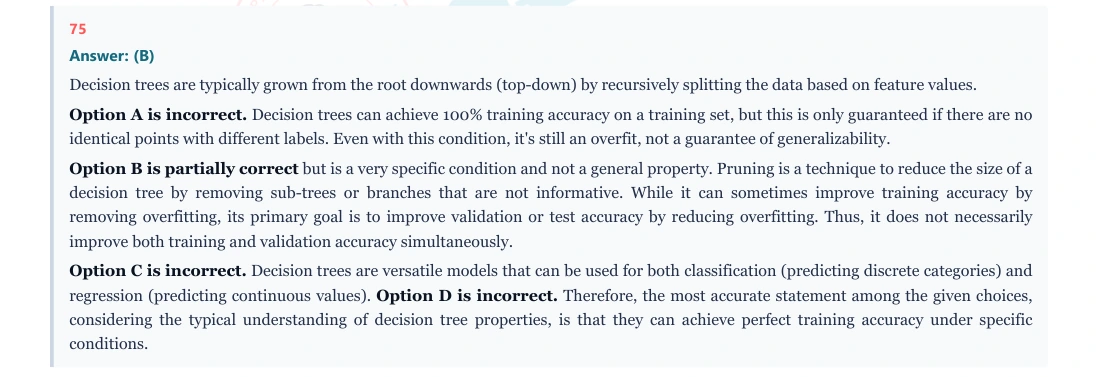 75
Answer: (B)
Decision trees are typically grown from the root downwards (top-down) by recursively splitting the data based on feature values.
Option A is incorrect. Decision trees can achieve 100% training accuracy on a training set, but this is only guaranteed if there are no
identical points with different labels. Even with this condition, it's still an overfit, not a guarantee of generalizability.
Option B is partially correct but is a very specific condition and not a general property. Pruning is a technique to reduce the size of a
decision tree by removing sub-trees or branches that are not informative. While it can sometimes improve training accuracy by
removing overfitting, its primary goal is to improve validation or test accuracy by reducing overfitting. Thus, it does not necessarily
improve both training and validation accuracy simultaneously.
Option C is incorrect. Decision trees are versatile models that can be used for both classification (predicting discrete categories) and
regression (predicting continuous values). Option D is incorrect. Therefore, the most accurate statement among the given choices,
considering the typical understanding of decision tree properties, is that they can achieve perfect training accuracy under specific
conditions.